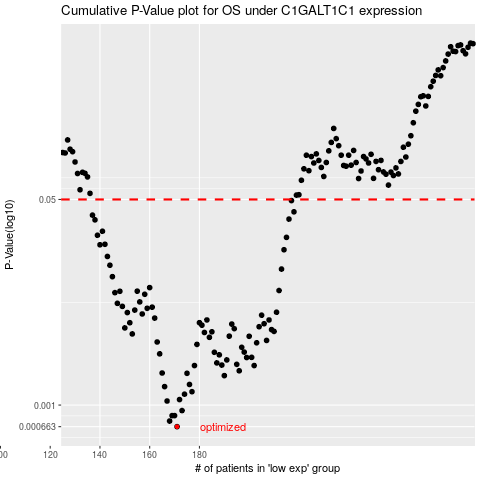 Cumulative P-Value plot for OS under C1GALT1C1 expression
P-Value(log10)
0.05
0.001
0.000663
optimized
00 120 140 160 180
# of patients in 'low exp' group